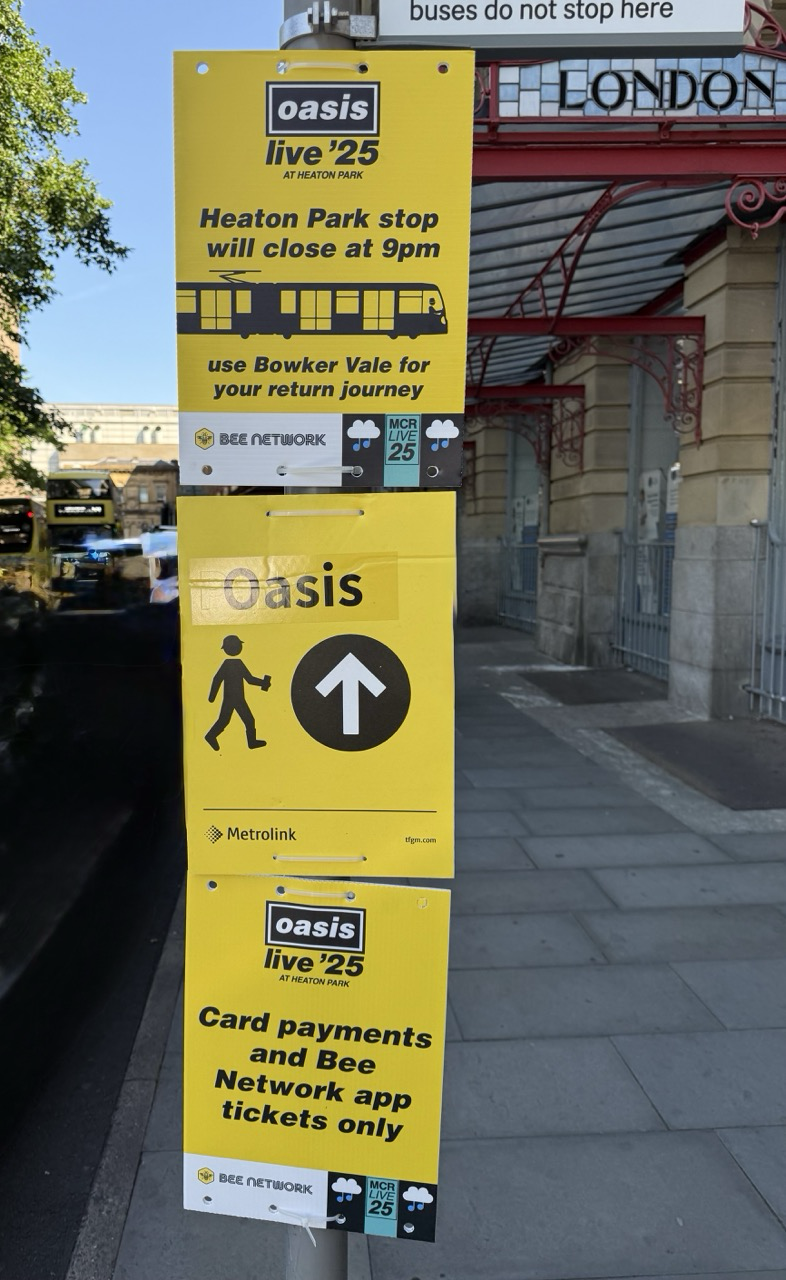 buses do not stop here
LONDON
oasis
live '25
AT HEATON PARK
Heaton Park stop
will close at 9pm
use Bowker Vale for
your return journey
BEE NETWORK
MCR
LIVE
25
Oasis
Metrolink
tfgm.com
oasis
live '25
AT HEATON PARK
Card payments
and Bee
Network app
tickets only
BEE NETWORK
MCR
LIVE
25